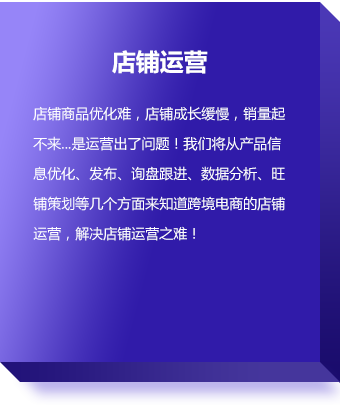 店铺运营
店铺商品优化难，店铺成长缓慢，销量起
不来...是运营出了问题！我们将从产品信
息优化、发布、询盘跟进、数据分析、旺
铺策划等几个方面来知道跨境电商的店铺
运营，解决店铺运营之难！